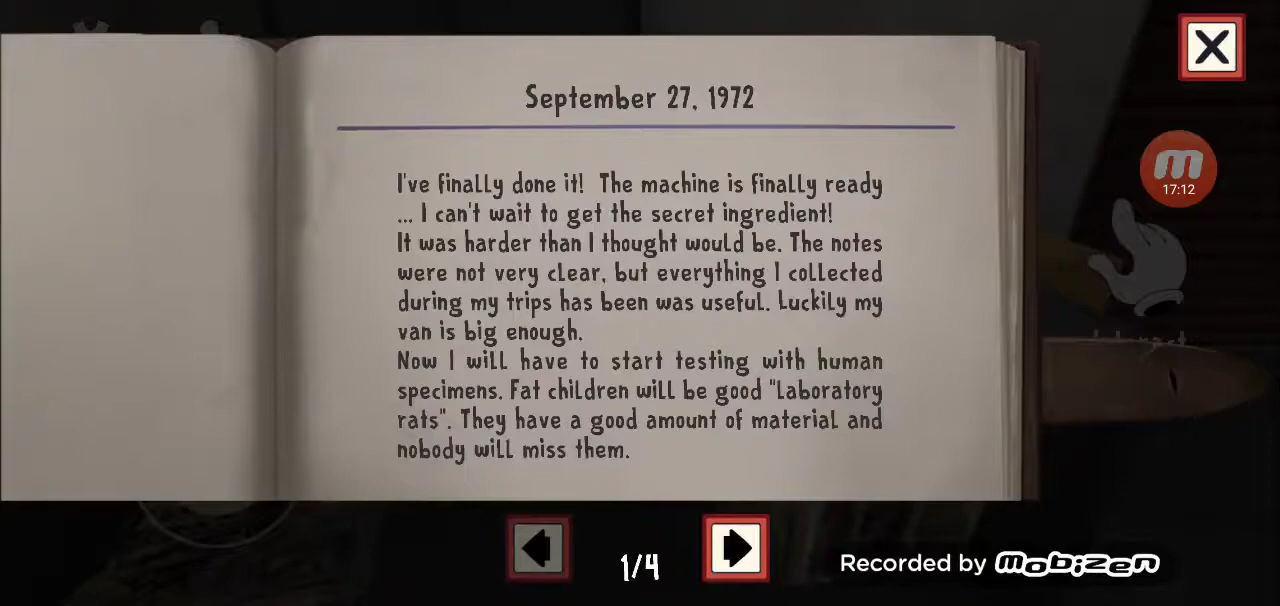 September 27, 1972
I've finally done it! The machine is finally ready
... I can't wait to get the secret ingredient!
It was harder than I thought would be. The notes
were not very clear, but everything I collected
during my trips has been was useful. Luckily my
van is big enough.
Now I will have to start testing with human
specimens. Fat children will be good "laboratory
rats". They have a good amount of material and
nobody will miss them.
17:12
1/4
Recorded by mobizen